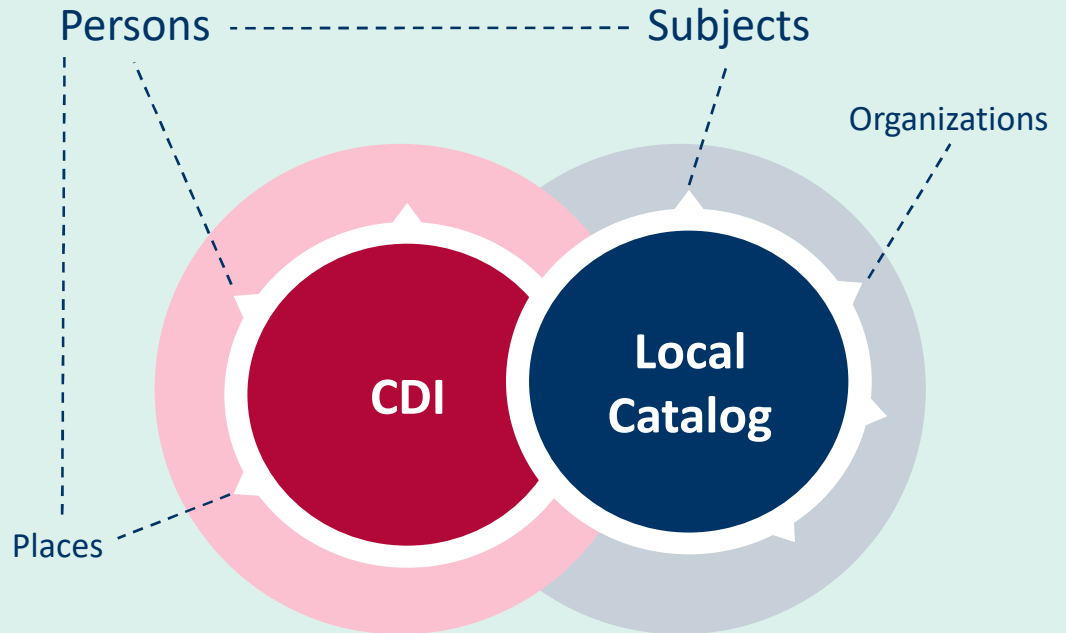 Persons
Subjects
Organizations
CDI
Local
Catalog
Places